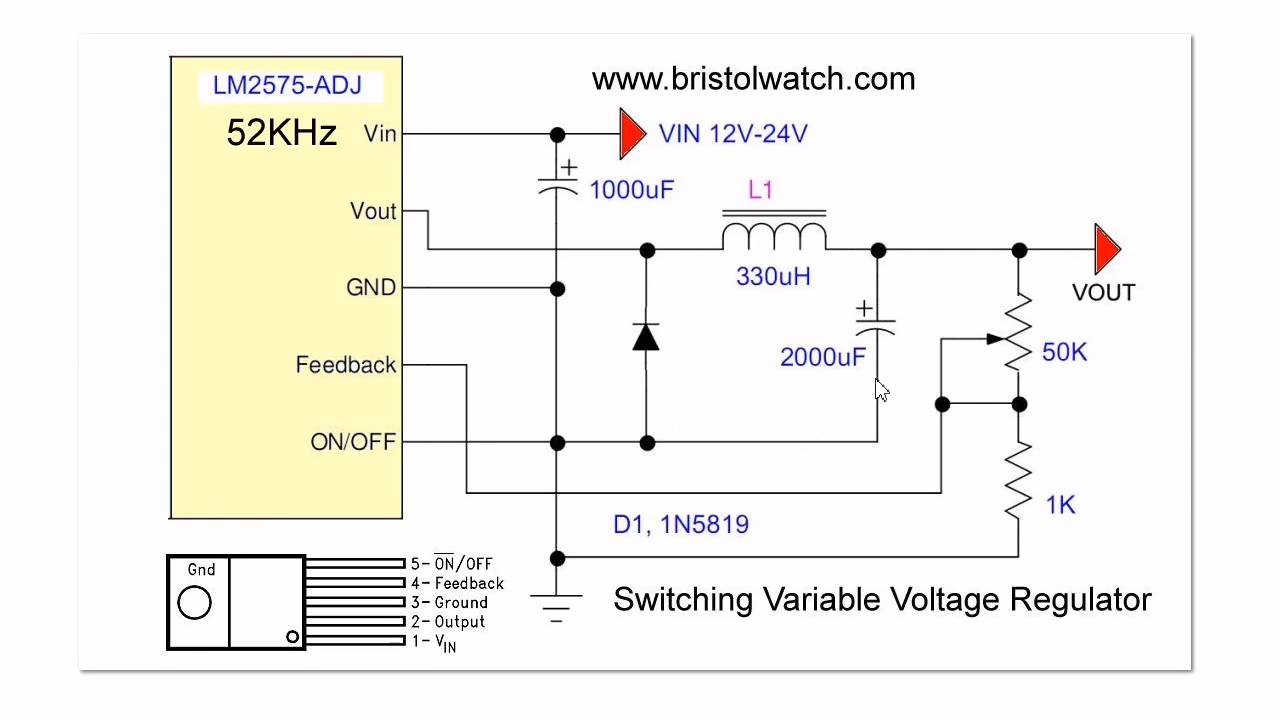 LM2575-ADJ
www.bristolwatch.com
52KHz
Vin
VIN 12V-24V
+
1000uF
L1
Vout
330uH
GND
VOUT
+
2000uF
50K
Feedback
ON/OFF
1K
D1, 1N5819
Gnd
5- ON/OFF
4- Feedback
3- Ground
2- Output
1- VIN
Switching Variable Voltage Regulator